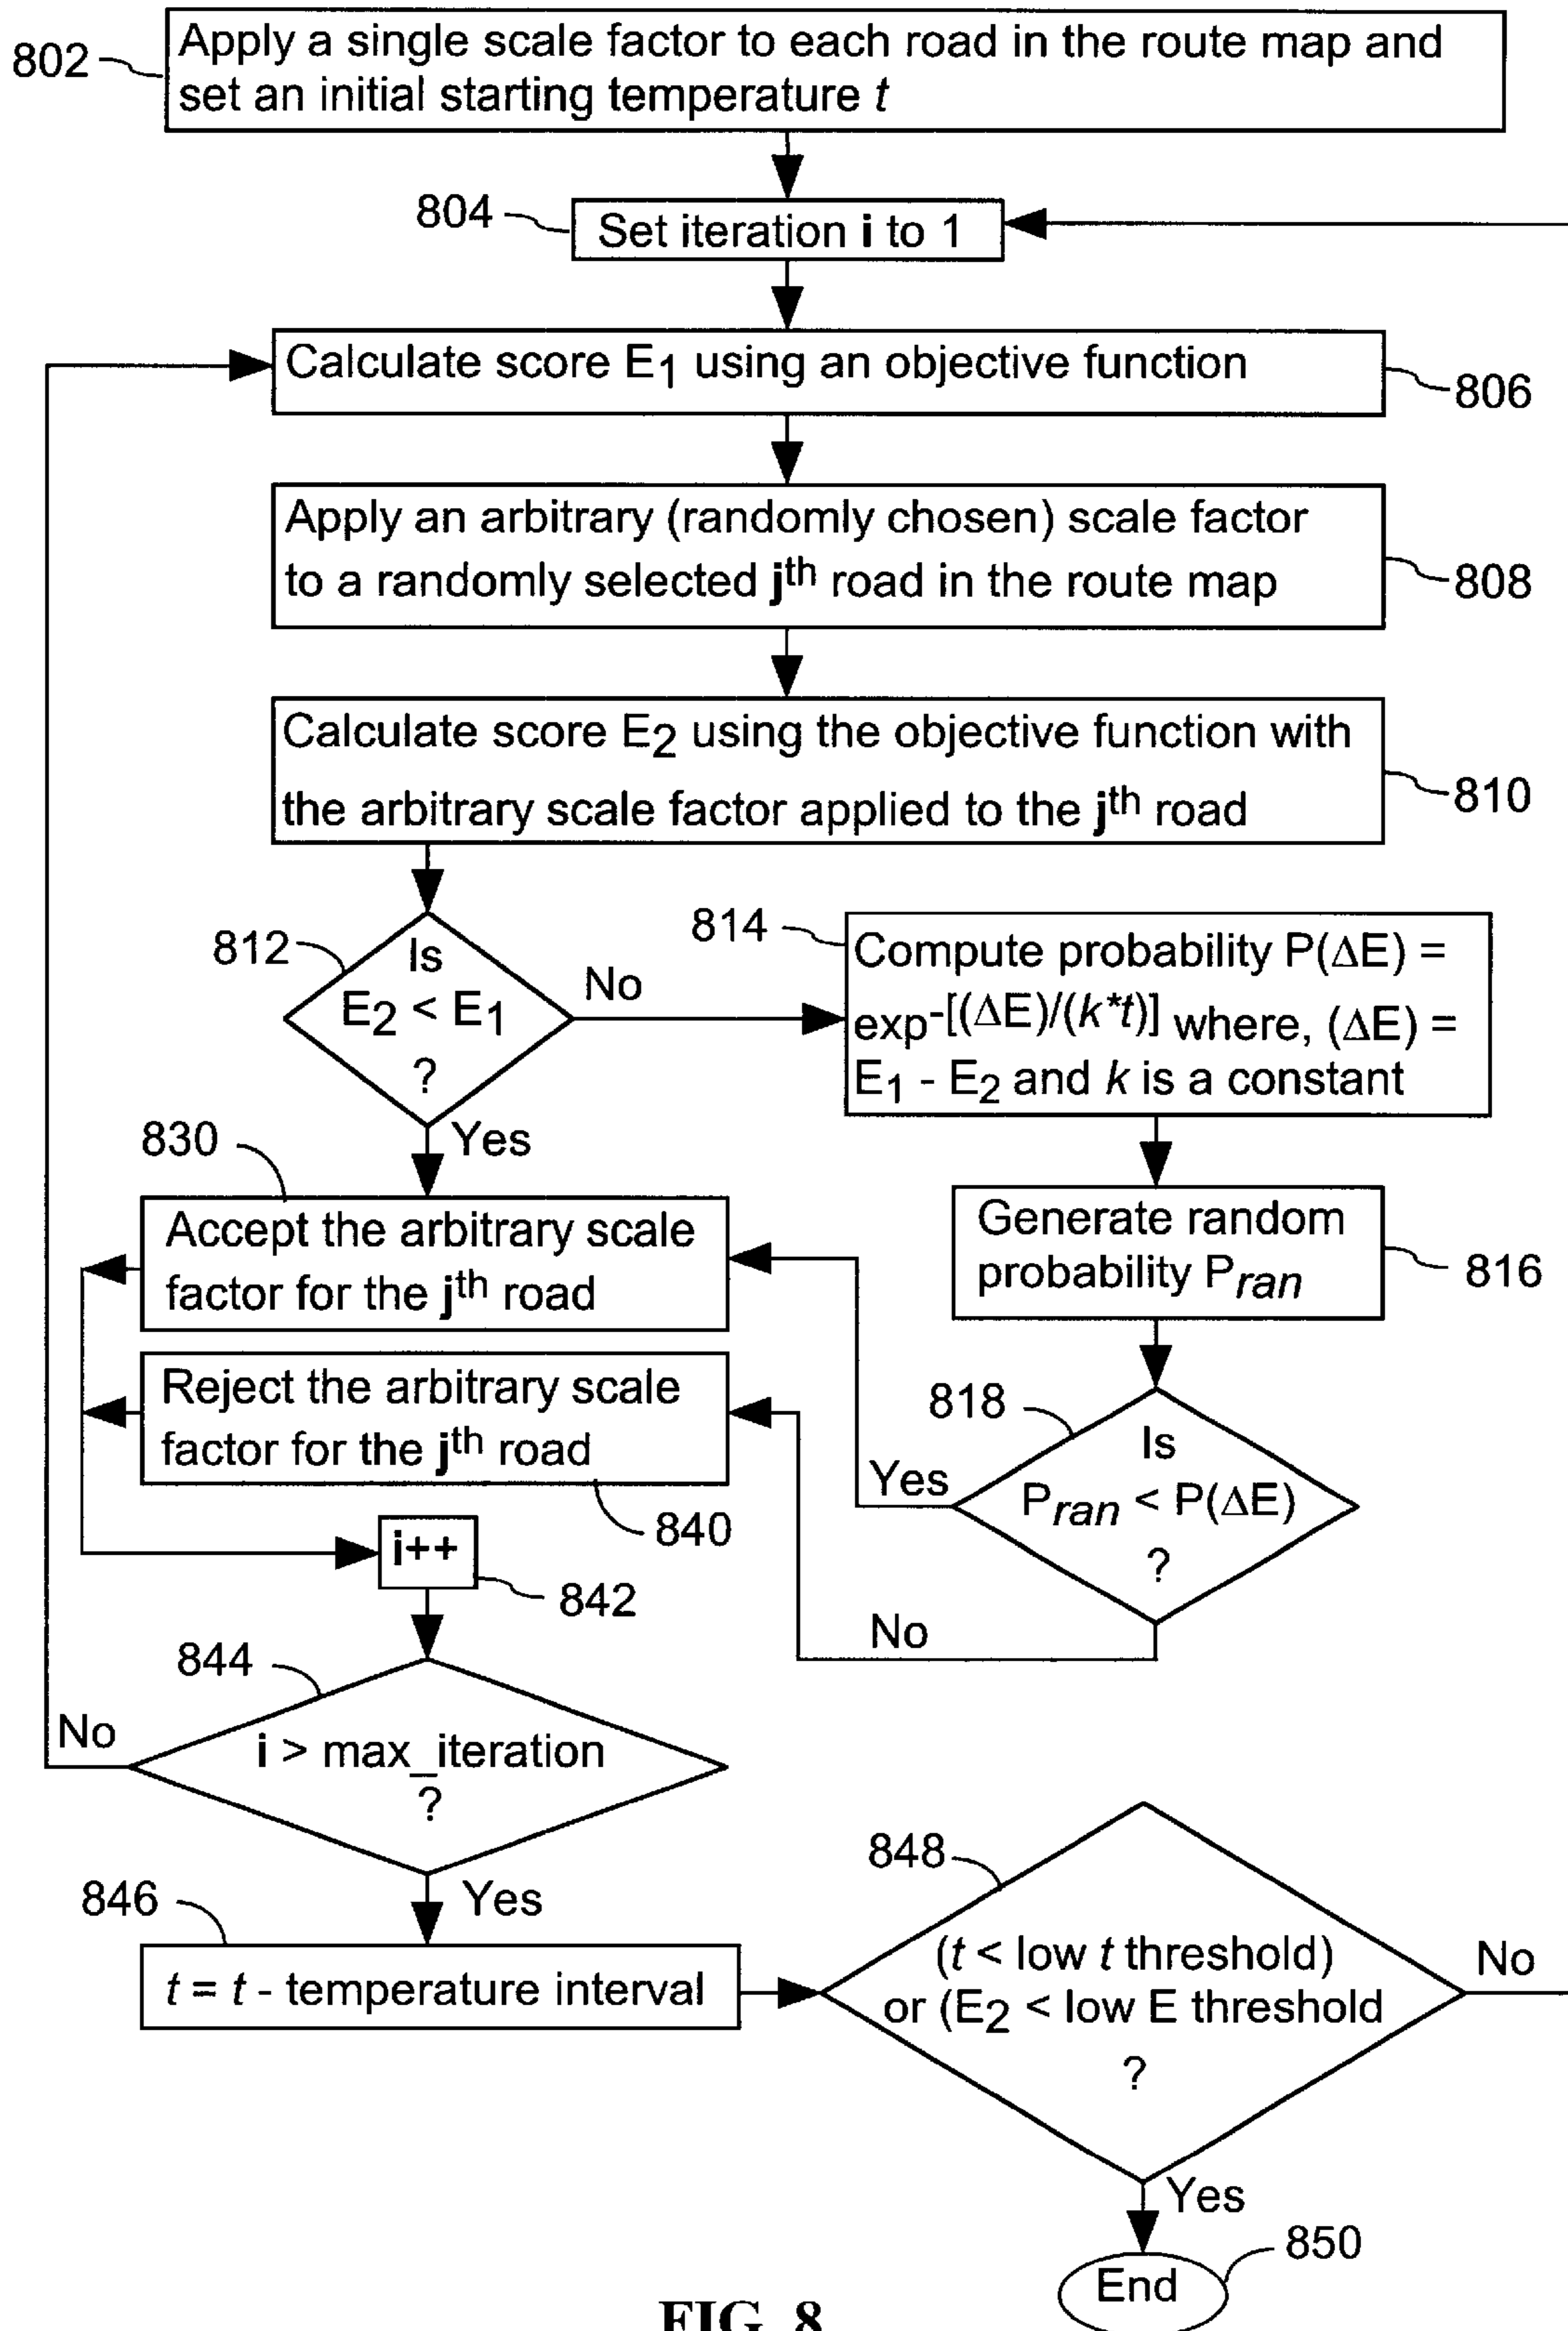 802
Apply a single scale factor to each road in the route map and
set an initial starting temperature t
804
Set iteration i to 1
Calculate score E1 using an objective function
806
Apply an arbitrary (randomly chosen) scale factor
to a randomly selected jth road in the route map
808
Calculate score E2 using the objective function with
the arbitrary scale factor applied to the jth road
810
812
Is
E2 < E1
?
No
Yes
814
Compute probability P(ΔE) =
exp-[(ΔE)/(k*t)] where, (ΔE) =
E1 - E2 and k is a constant
830
Accept the arbitrary scale
factor for the jth road
Generate random
probability Pran
816
Reject the arbitrary scale
factor for the jth road
840
818
Is
Pran < P(ΔE)
?
Yes
No
i++
842
844
i > max_iteration
?
No
Yes
846
t = t - temperature interval
848
(t < low t threshold)
or (E2 < low E threshold
?
No
Yes
End
850
FIG. 8